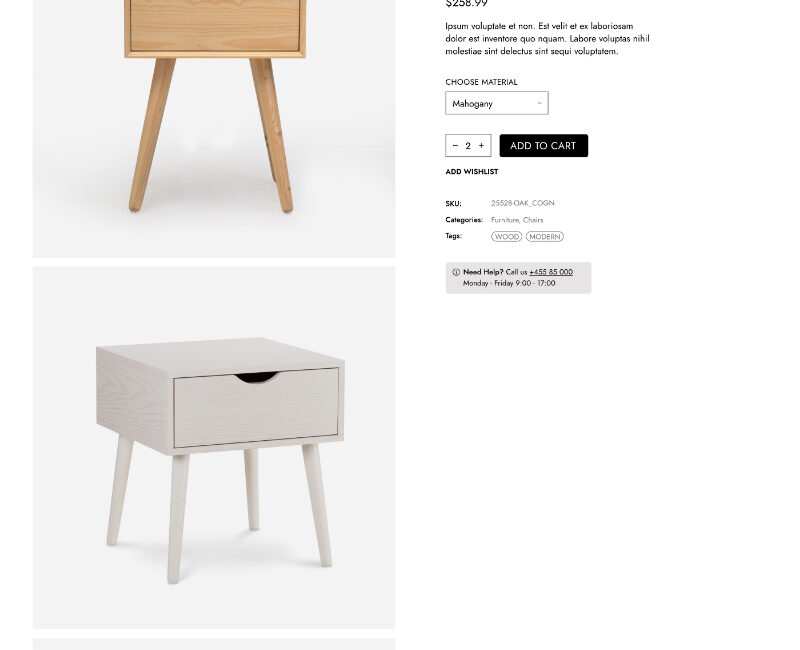 $258.99
Ipsum voluptate et non. Est velit et ex laboriosam
dolor est inventore quo nquam. Labore voluptas nihil
molestiae sint delectus sint sequi voluptatem.
CHOOSE MATERIAL
Mahogany
− 2 + ADD TO CART
ADD WISHLIST
SKU: 25528-OAK_COGN
Categories: Furniture, Chairs
Tags: WOOD MODERN
Need Help? Call us +455 85 000
Monday - Friday 9:00 - 17:00